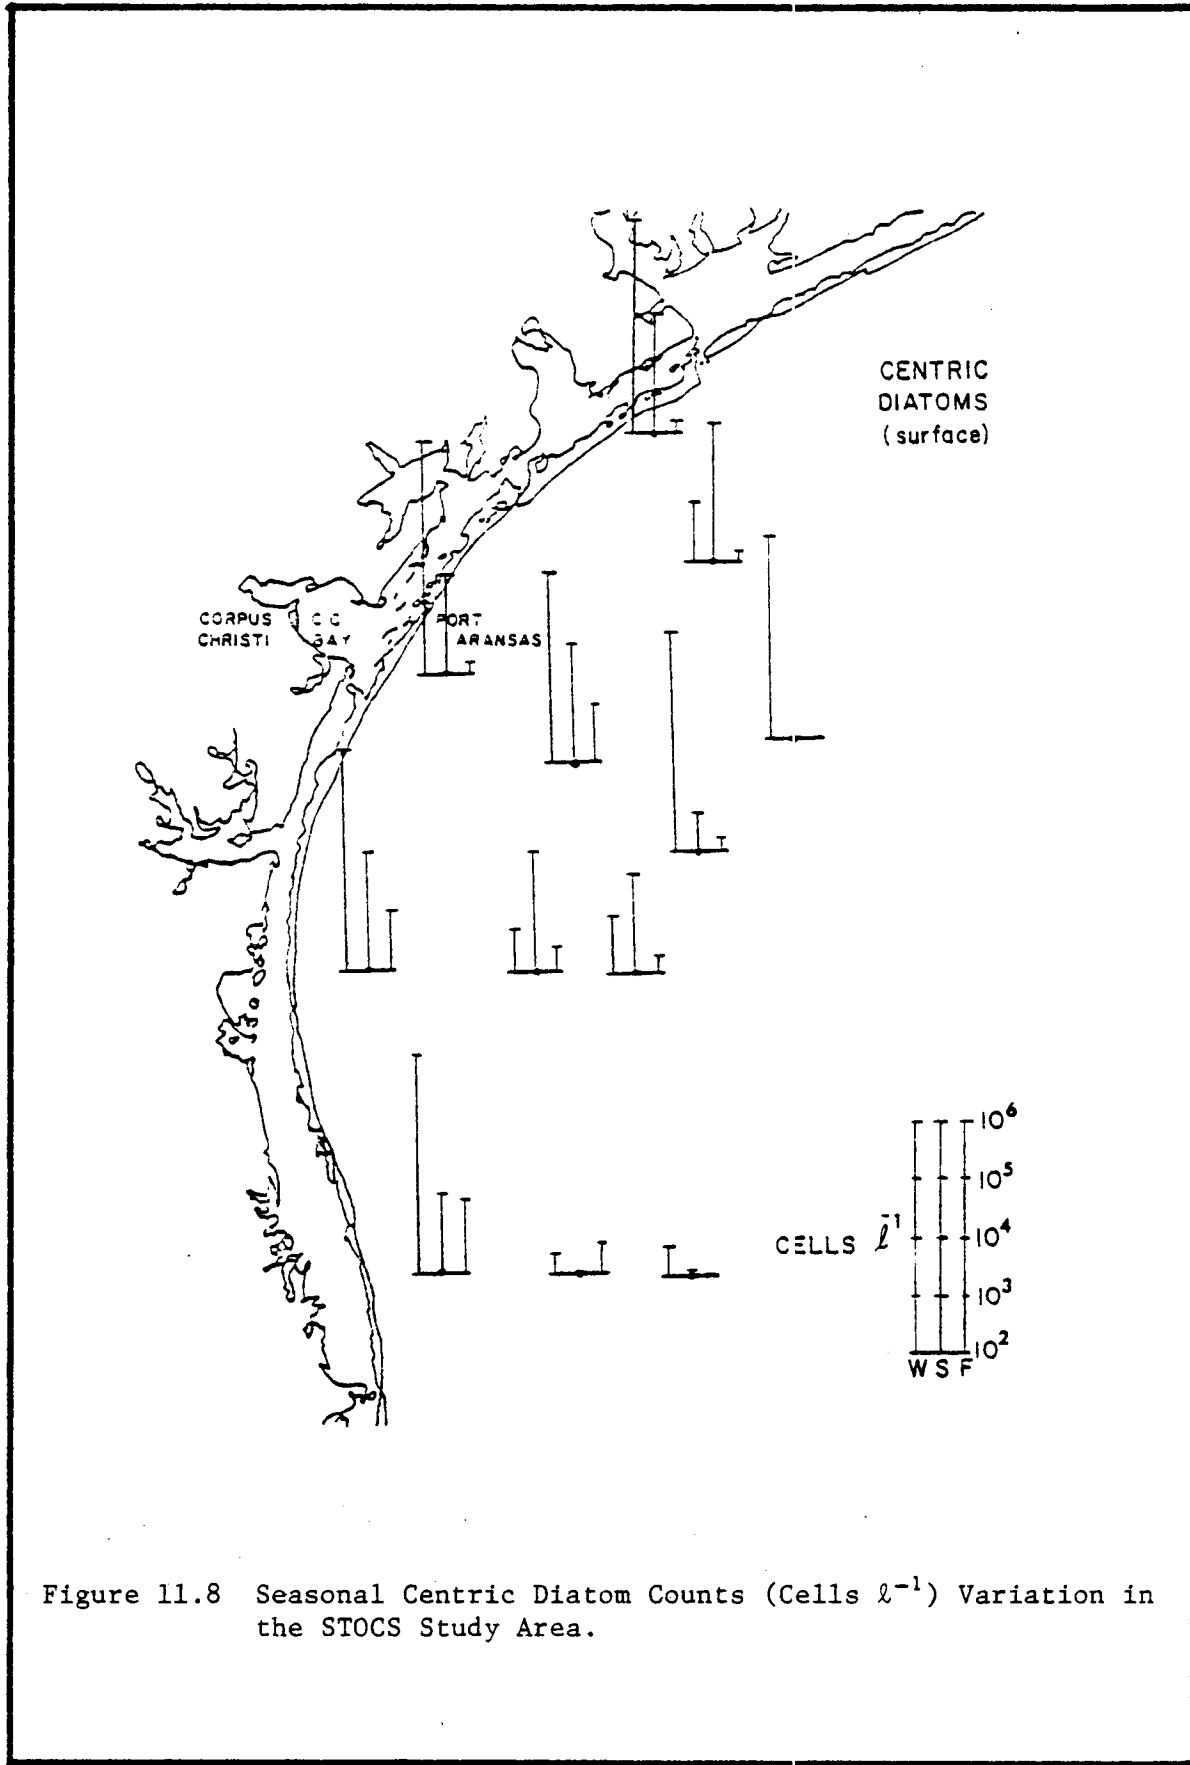 CENTRIC
DIATOMS
(surface)
CORPUS
CHRISTI
C C
BAY
PORT
ARANSAS
CELLS ℓ⁻¹
10⁶
10⁵
10⁴
10³
10²
W S F
Figure 11.8 Seasonal Centric Diatom Counts (Cells ℓ⁻¹) Variation in
the STOCS Study Area.